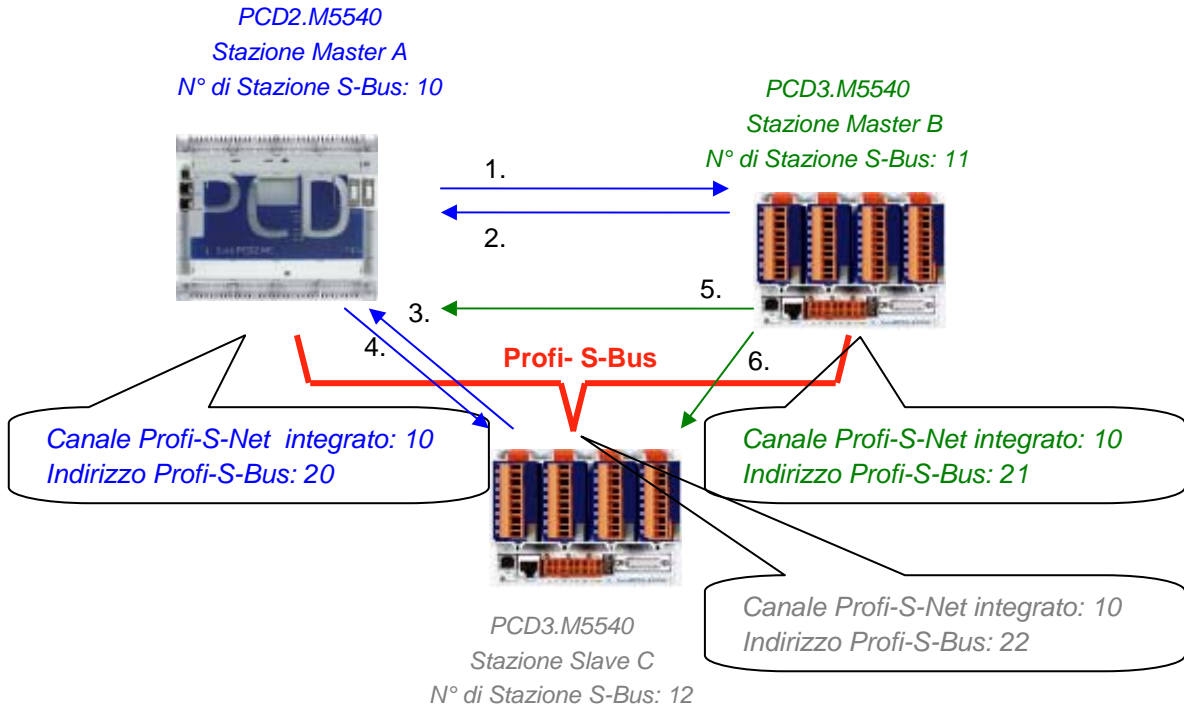 PCD2.M5540
Stazione Master A
N° di Stazione S-Bus: 10
PCD3.M5540
Stazione Master B
N° di Stazione S-Bus: 11
PCD
1.
2.
3.
4.
5.
6.
Profi- S-Bus
Canale Profi-S-Net integrato: 10
Indirizzo Profi-S-Bus: 20
Canale Profi-S-Net integrato: 10
Indirizzo Profi-S-Bus: 21
Canale Profi-S-Net integrato: 10
Indirizzo Profi-S-Bus: 22
PCD3.M5540
Stazione Slave C
N° di Stazione S-Bus: 12